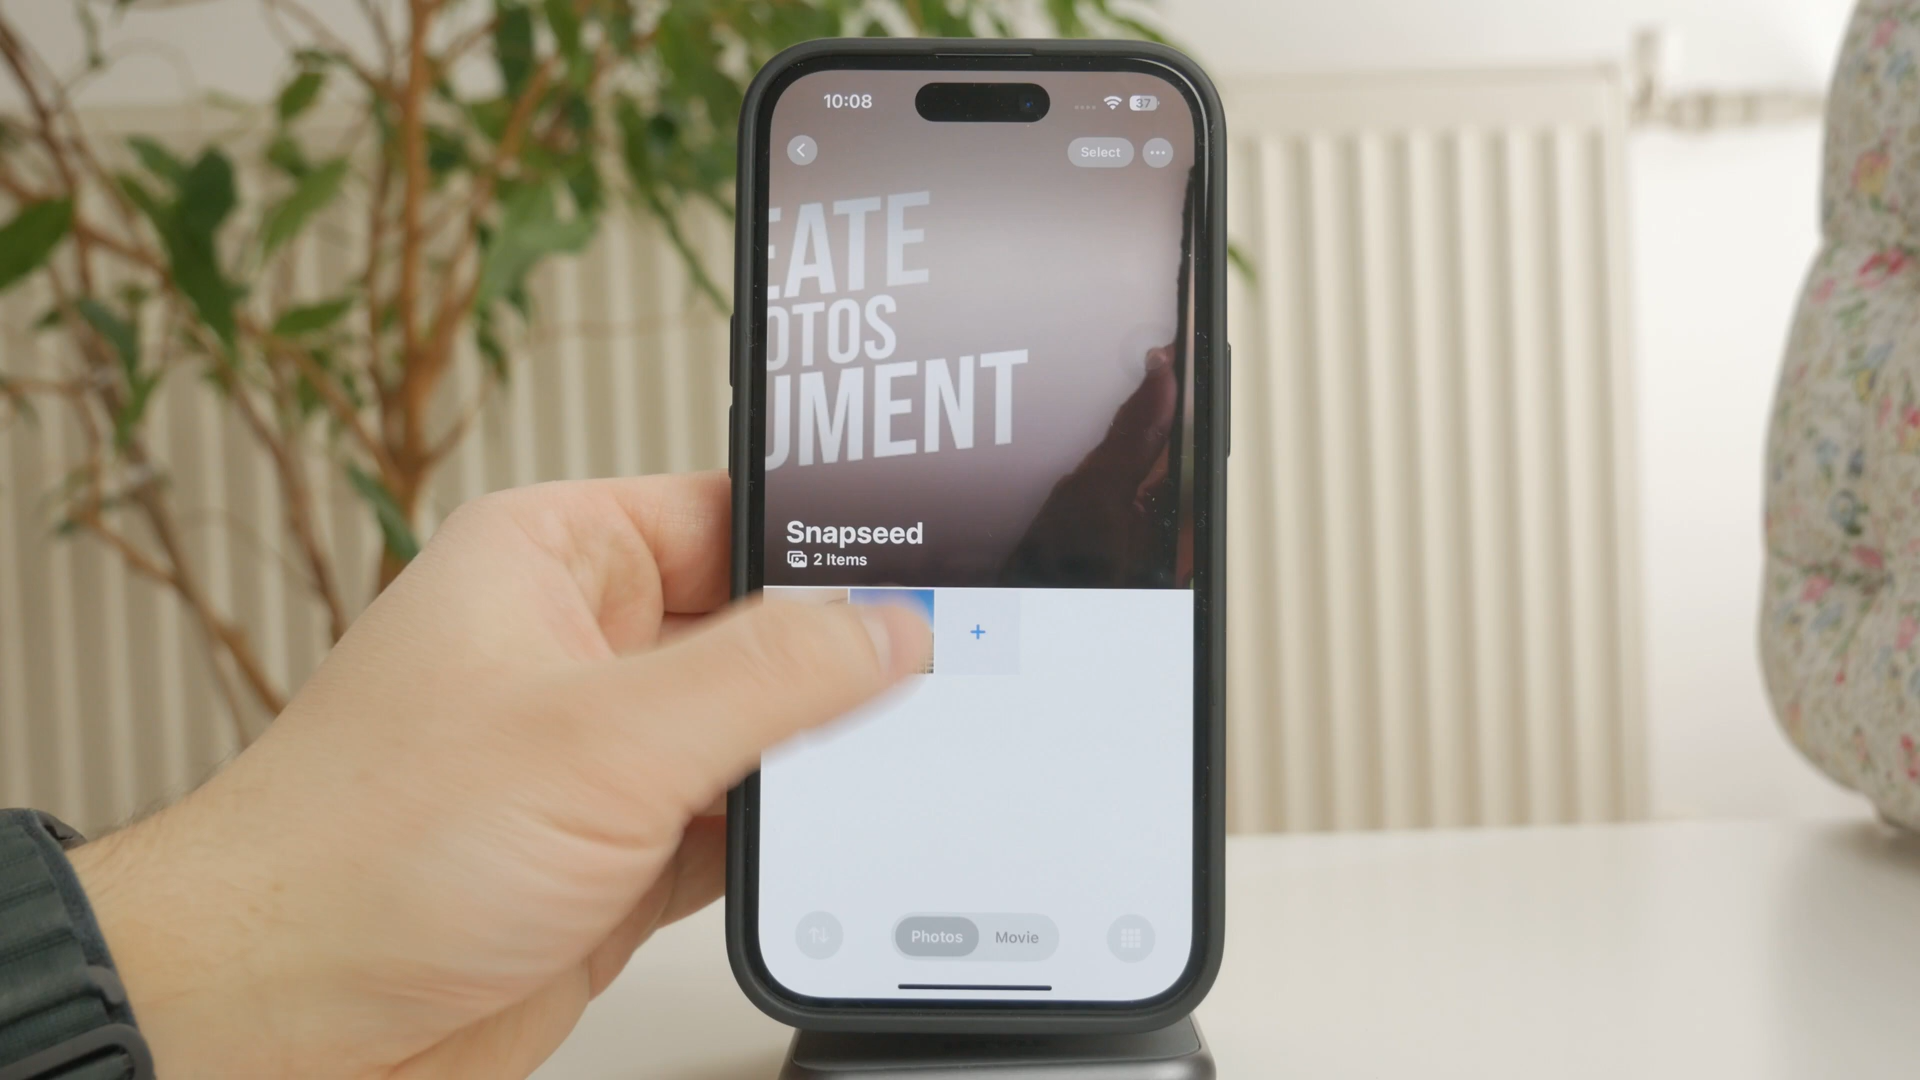 10:08
37
Select
EATE
OTOS
UMENT
Snapseed
2 Items
+
Photos
Movie